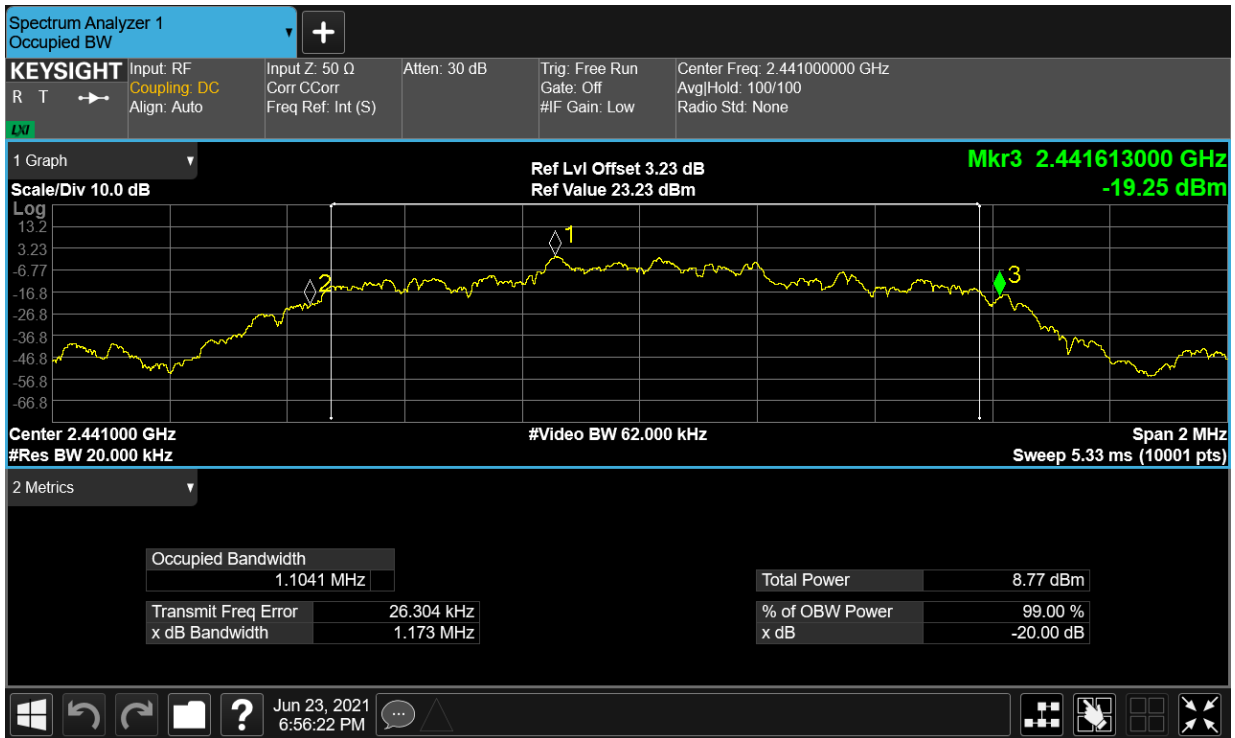 Spectrum Analyzer 1
Occupied BW
▼
+
KEYSIGHT
R T
LXI
Input: RF
Coupling: DC
Align: Auto
Input Z: 50 Ω
Corr CCorr
Freq Ref: Int (S)
Atten: 30 dB
Trig: Free Run
Gate: Off
#IF Gain: Low
Center Freq: 2.441000000 GHz
Avg|Hold: 100/100
Radio Std: None
1 Graph
Scale/Div 10.0 dB
Ref Lvl Offset 3.23 dB
Ref Value 23.23 dBm
Mkr3 2.441613000 GHz
-19.25 dBm
Log
13.2
3.23
-6.77
-16.8
-26.8
-36.8
-46.8
-56.8
-66.8
1
2
3
Center 2.441000 GHz
#Video BW 62.000 kHz
Span 2 MHz
#Res BW 20.000 kHz
Sweep 5.33 ms (10001 pts)
2 Metrics
Occupied Bandwidth
1.1041 MHz
Transmit Freq Error 26.304 kHz
x dB Bandwidth 1.173 MHz
Total Power 8.77 dBm
% of OBW Power 99.00 %
x dB -20.00 dB
?
Jun 23, 2021
6:56:22 PM